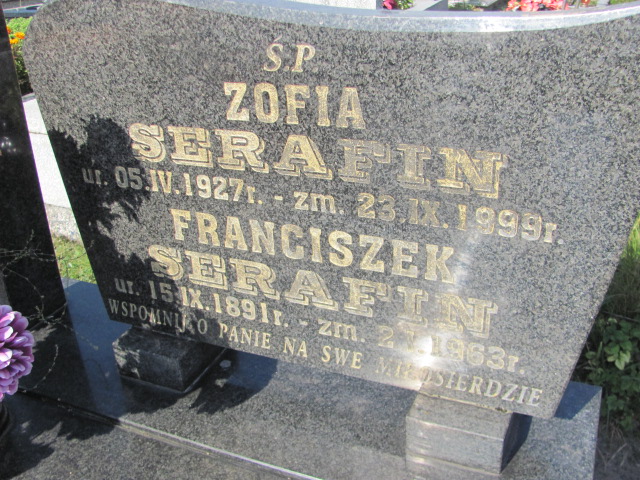 Ś.P
ZOFIA
SERAFIN
ur. 05.IV.1927r. - zm. 23.IX.1999r.
FRANCISZEK
SERAFIN
ur. 15.IX.1891r. - zm. 1963r.
WSPOMNIJ O PANIE NA SWE MIŁOSIERDZIE